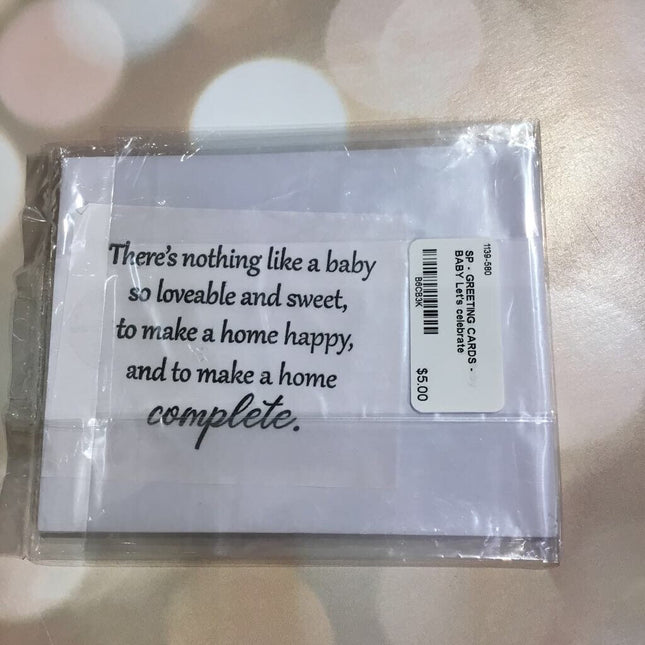 There's nothing like a baby
so loveable and sweet,
to make a home happy,
and to make a home
complete.
1139-580
SP - GREETING CARDS -
BABY Let's celebrate
B6CB3K
$5.00